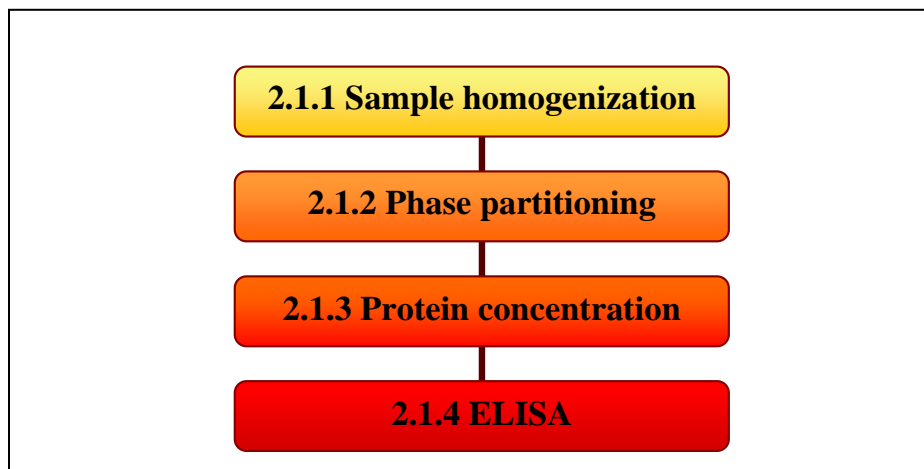 2.1.1 Sample homogenization
2.1.2 Phase partitioning
2.1.3 Protein concentration
2.1.4 ELISA